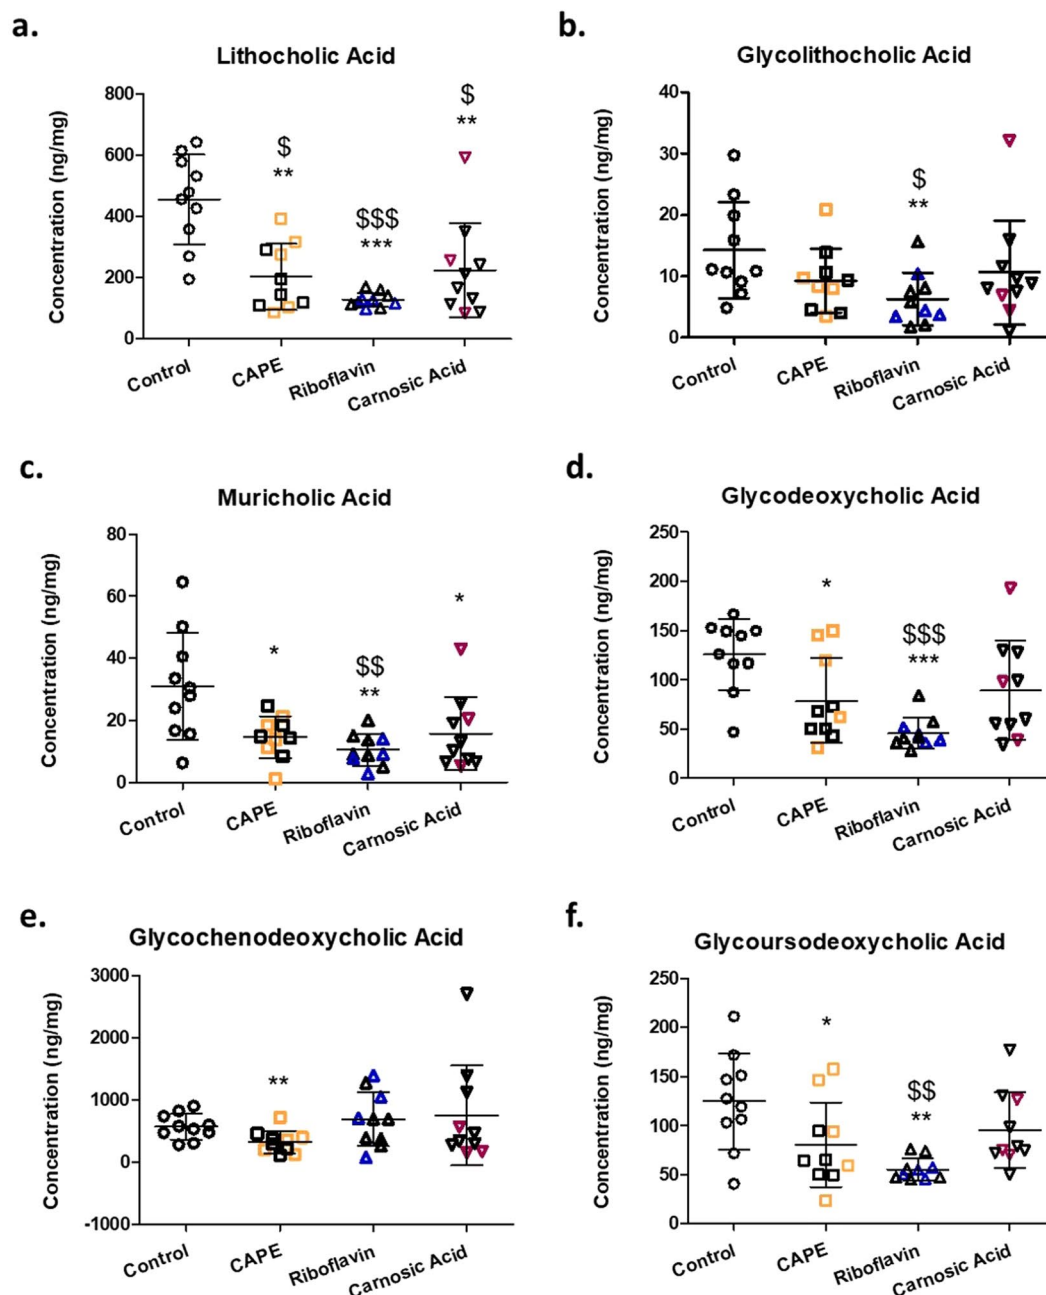 a.
Lithocholic Acid
Concentration (ng/mg)
800
600
400
200
0
$
**
$$$
***
$
**
Control
CAPE
Riboflavin
Carnosic Acid
b.
Glycolithocholic Acid
Concentration (ng/mg)
40
30
20
10
0
$
**
Control
CAPE
Riboflavin
Carnosic Acid
c.
Muricholic Acid
Concentration (ng/mg)
80
60
40
20
0
*
$$
**
*
Control
CAPE
Riboflavin
Carnosic Acid
d.
Glycodeoxycholic Acid
Concentration (ng/mg)
250
200
150
100
50
0
*
$$$
***
Control
CAPE
Riboflavin
Carnosic Acid
e.
Glycochenodeoxycholic Acid
Concentration (ng/mg)
3000
2000
1000
0
-1000
**
Control
CAPE
Riboflavin
Carnosic Acid
f.
Glycoursodeoxycholic Acid
Concentration (ng/mg)
250
200
150
100
50
0
*
$$
**
Control
CAPE
Riboflavin
Carnosic Acid